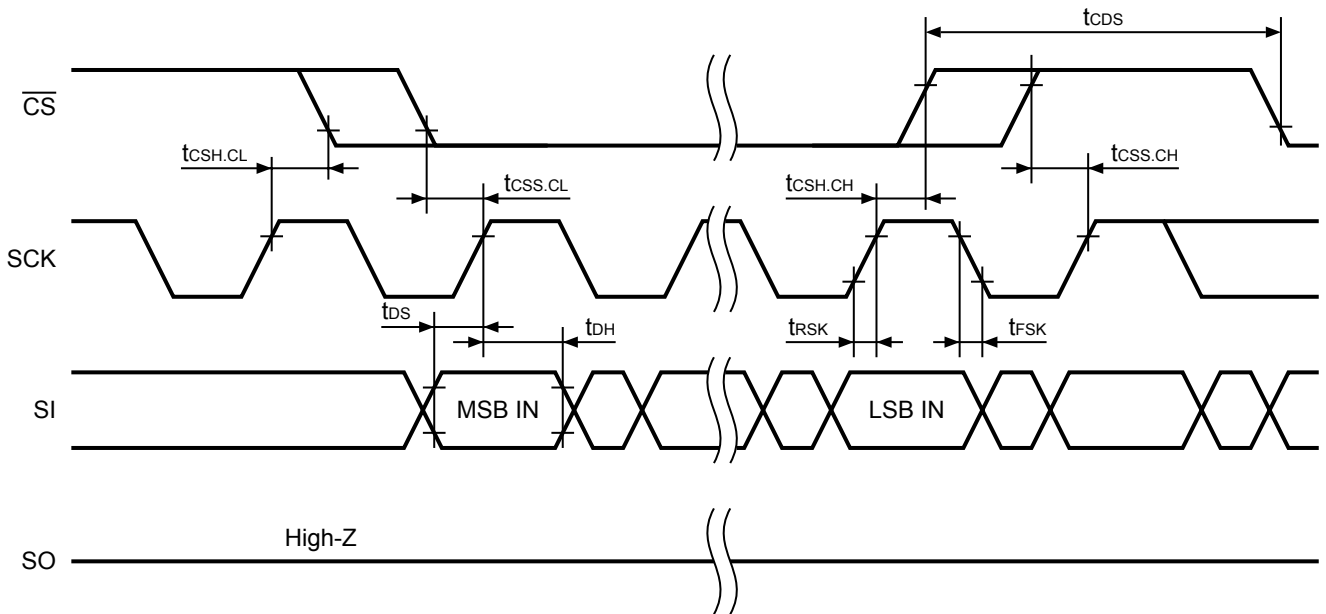 tCDS
CS
tCSH.CL
tCSS.CL
tCSH.CH
tCSS.CH
SCK
tDS
tDH
tRSK
tFSK
SI
MSB IN
LSB IN
High-Z
SO